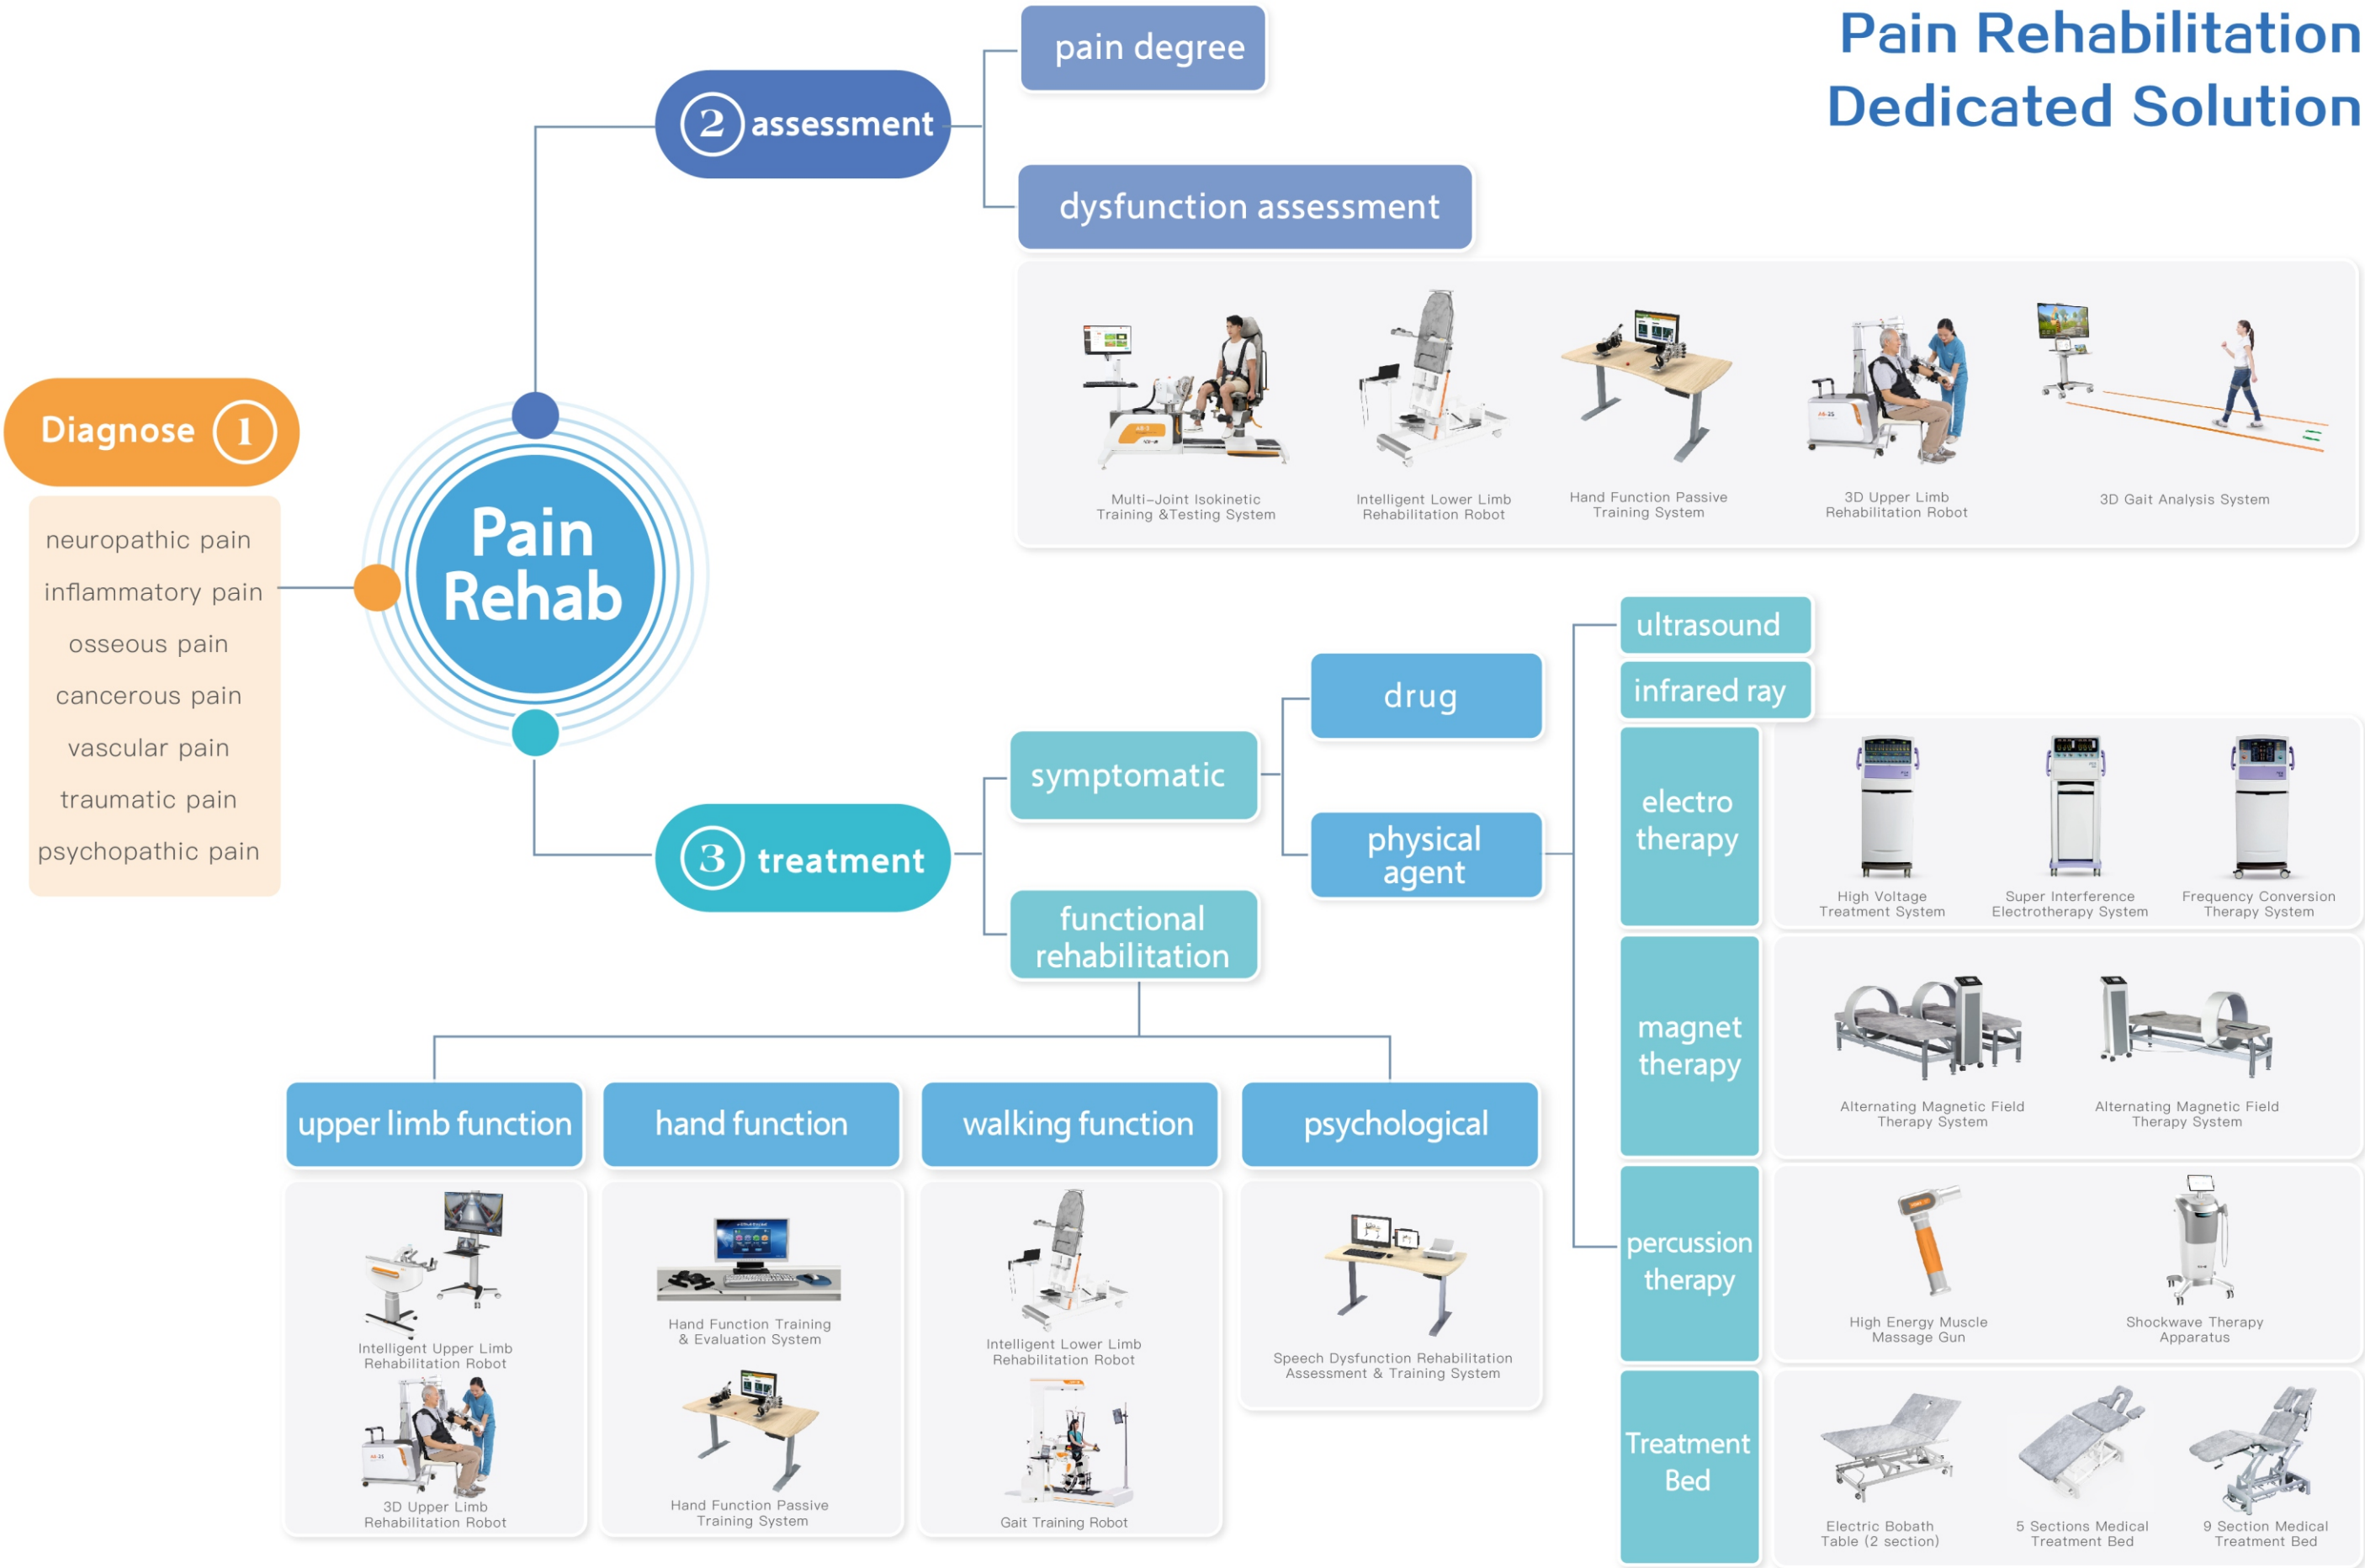 Pain Rehabilitation
Dedicated Solution
Diagnose 1
neuropathic pain
inflammatory pain
osseous pain
cancerous pain
vascular pain
traumatic pain
psychopathic pain
Pain
Rehab
2 assessment
pain degree
dysfunction assessment
Multi-Joint Isokinetic
Training &Testing System
Intelligent Lower Limb
Rehabilitation Robot
Hand Function Passive
Training System
3D Upper Limb
Rehabilitation Robot
3D Gait Analysis System
3 treatment
symptomatic
drug
physical
agent
ultrasound
infrared ray
electro
therapy
High Voltage
Treatment System
Super Interference
Electrotherapy System
Frequency Conversion
Therapy System
magnet
therapy
Alternating Magnetic Field
Therapy System
Alternating Magnetic Field
Therapy System
percussion
therapy
High Energy Muscle
Massage Gun
Shockwave Therapy
Apparatus
Treatment
Bed
Electric Bobath
Table (2 section)
5 Sections Medical
Treatment Bed
9 Section Medical
Treatment Bed
functional
rehabilitation
upper limb function
Intelligent Upper Limb
Rehabilitation Robot
3D Upper Limb
Rehabilitation Robot
hand function
Hand Function Training
& Evaluation System
Hand Function Passive
Training System
walking function
Intelligent Lower Limb
Rehabilitation Robot
Gait Training Robot
psychological
Speech Dysfunction Rehabilitation
Assessment & Training System